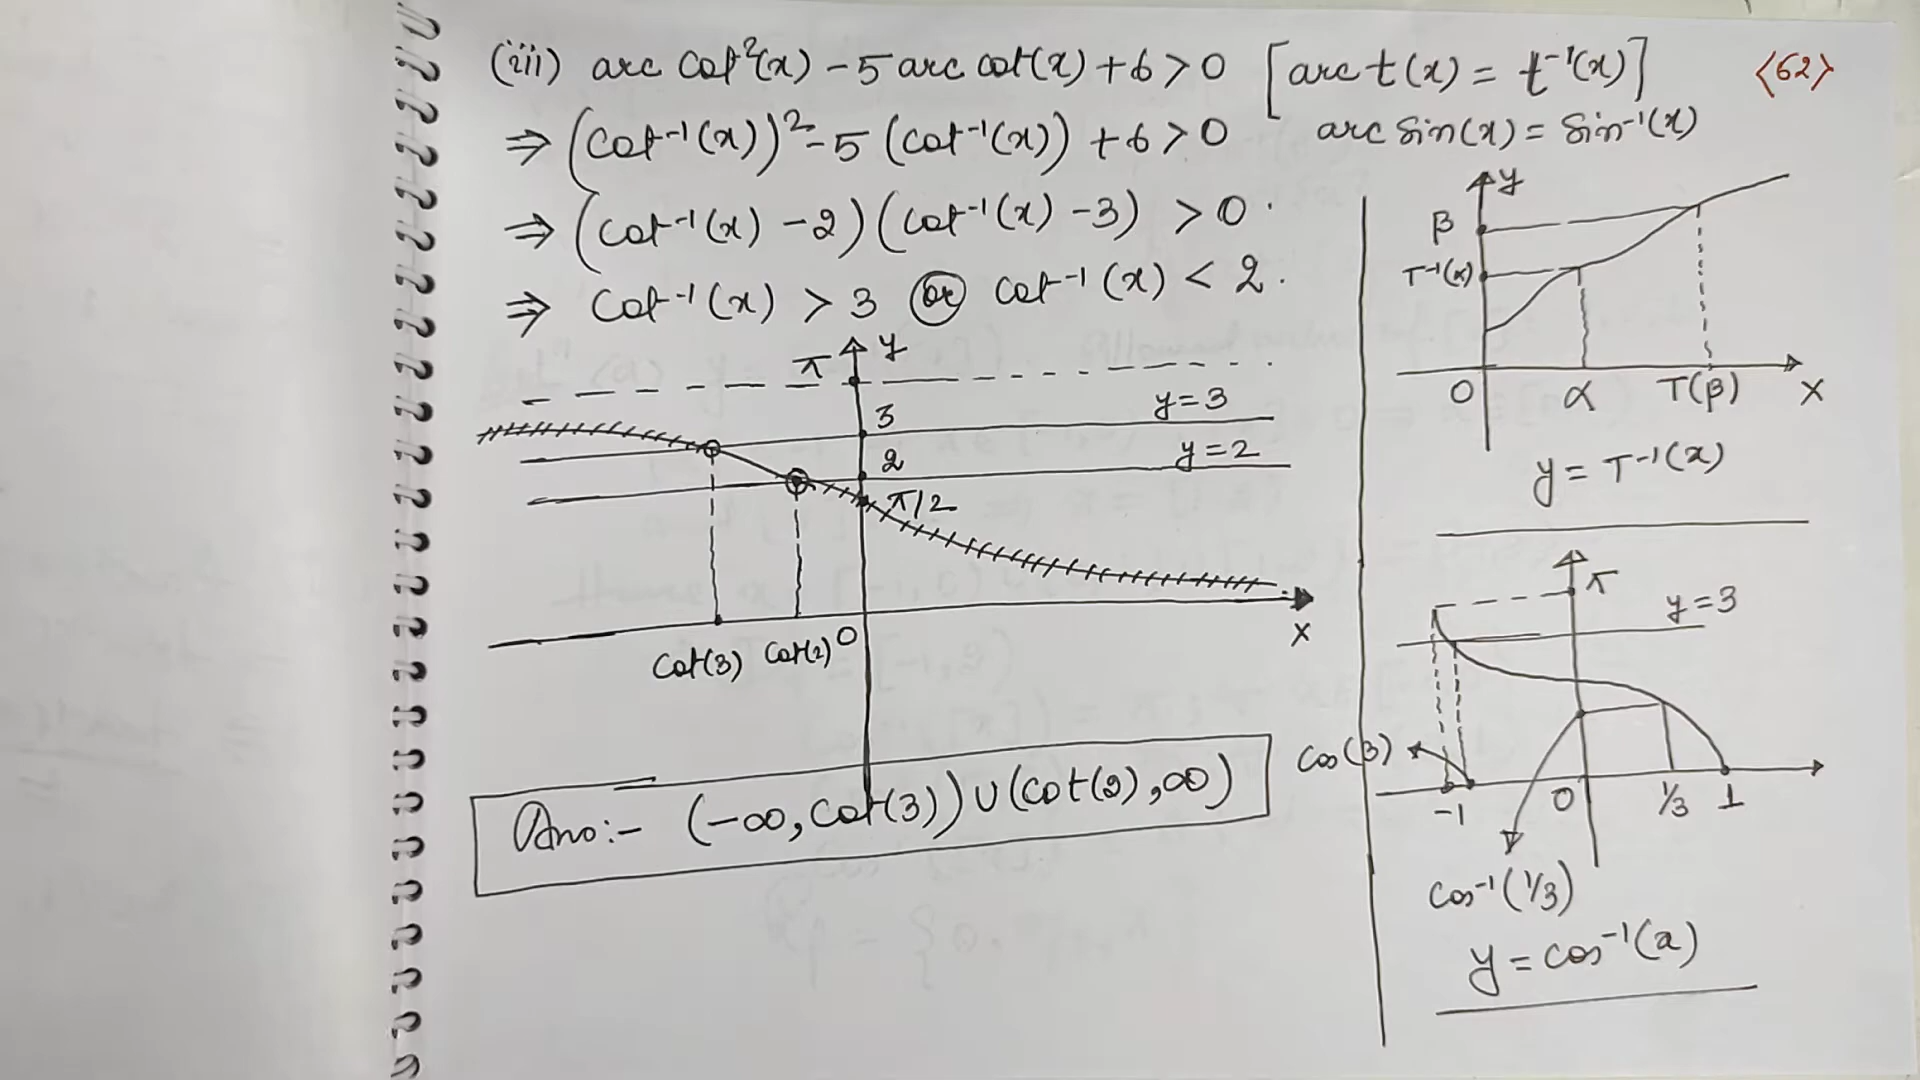 (iii) arc cot²(x) - 5 arc cot(x) + 6 > 0 [arc t(x) = t⁻¹(x)] <62>
⇒ (cot⁻¹(x))² - 5 (cot⁻¹(x)) + 6 > 0 arc sin(x) = sin⁻¹(x)
⇒ (cot⁻¹(x) - 2) (cot⁻¹(x) - 3) > 0.
⇒ cot⁻¹(x) > 3 or cot⁻¹(x) < 2.
π y
3 y=3
2 y=2
π/2
cot(3) cot(2) 0 x
Ans:- (-∞, cot(3)) ∪ (cot(2), ∞)
y
β
T⁻¹(α)
0 α T(β) x
y = T⁻¹(x)
π y=3
cos(3)
-1 0 1/3 1
cos⁻¹(1/3)
y = cos⁻¹(x)